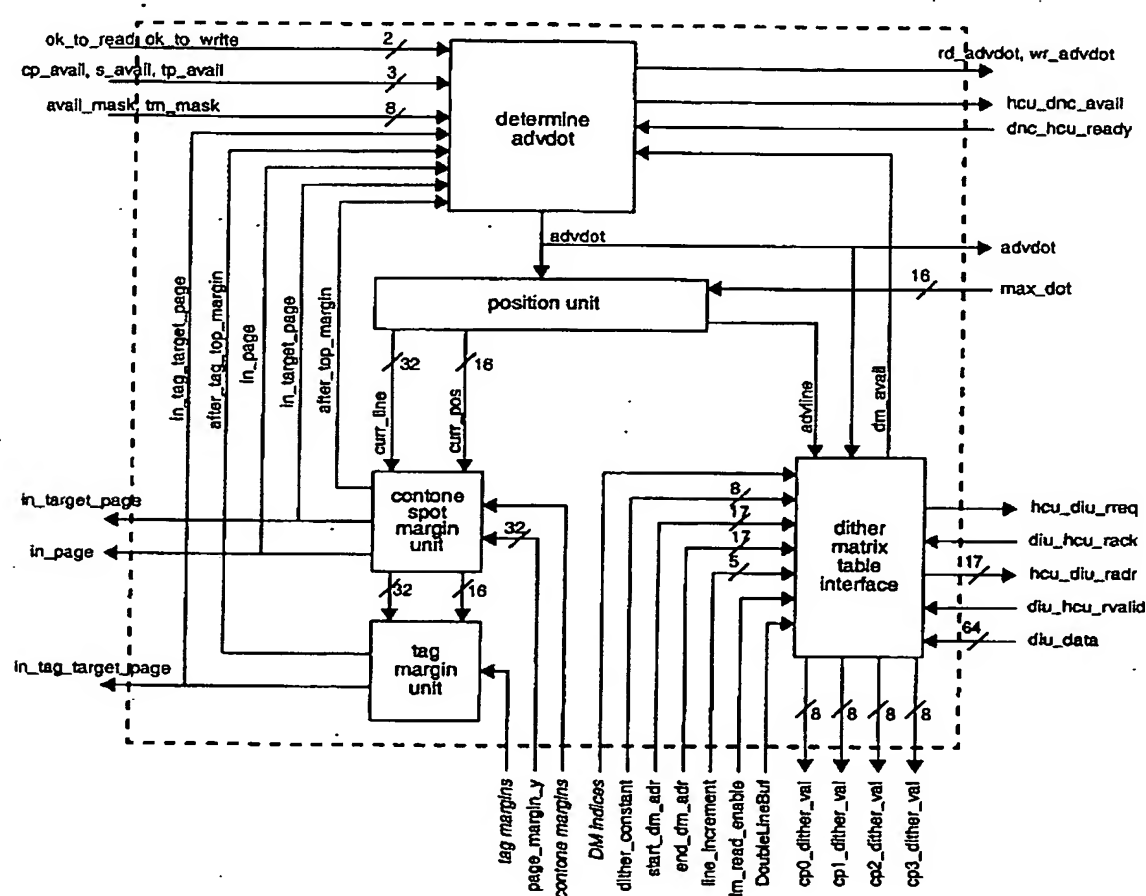 ok_to_read, ok_to_write
2
cp_avail, s_avail, tp_avail
3
avail_mask, tm_mask
8
determine
advdot
rd_advdot, wr_advdot
hcu_dnc_avail
dnc_hcu_ready
advdot
advdot
position unit
16
max_dot
in_tag_target_page
after_tag_top_margin
in_page
in_target_page
after_top_margin
32
16
curr_line
curr_pos
advline
dm_avail
in_target_page
in_page
contone
spot
margin
unit
32
32
16
tag
margin
unit
in_tag_target_page
8
17
17
5
dither
matrix
table
interface
hcu_diu_rreq
diu_hcu_rack
17
hcu_diu_radr
diu_hcu_rvalid
64
diu_data
8
8
8
8
tag margins
page_margin_y
contone margins
DM indices
dither_constant
start_dm_adr
end_dm_adr
line_increment
dm_read_enable
DoubleLineBuf
cp0_dither_val
cp1_dither_val
cp2_dither_val
cp3_dither_val